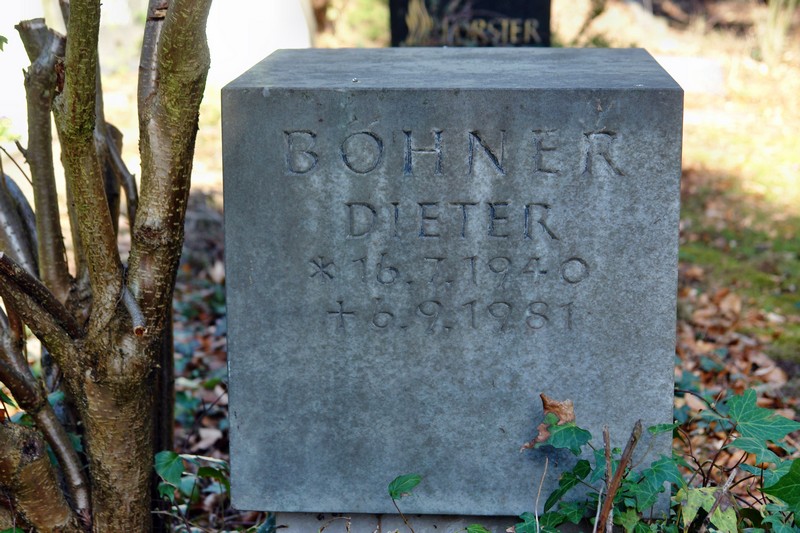 FORSTER
BOHNER
DIETER
* 16.7.1940
+ 6.9.1981